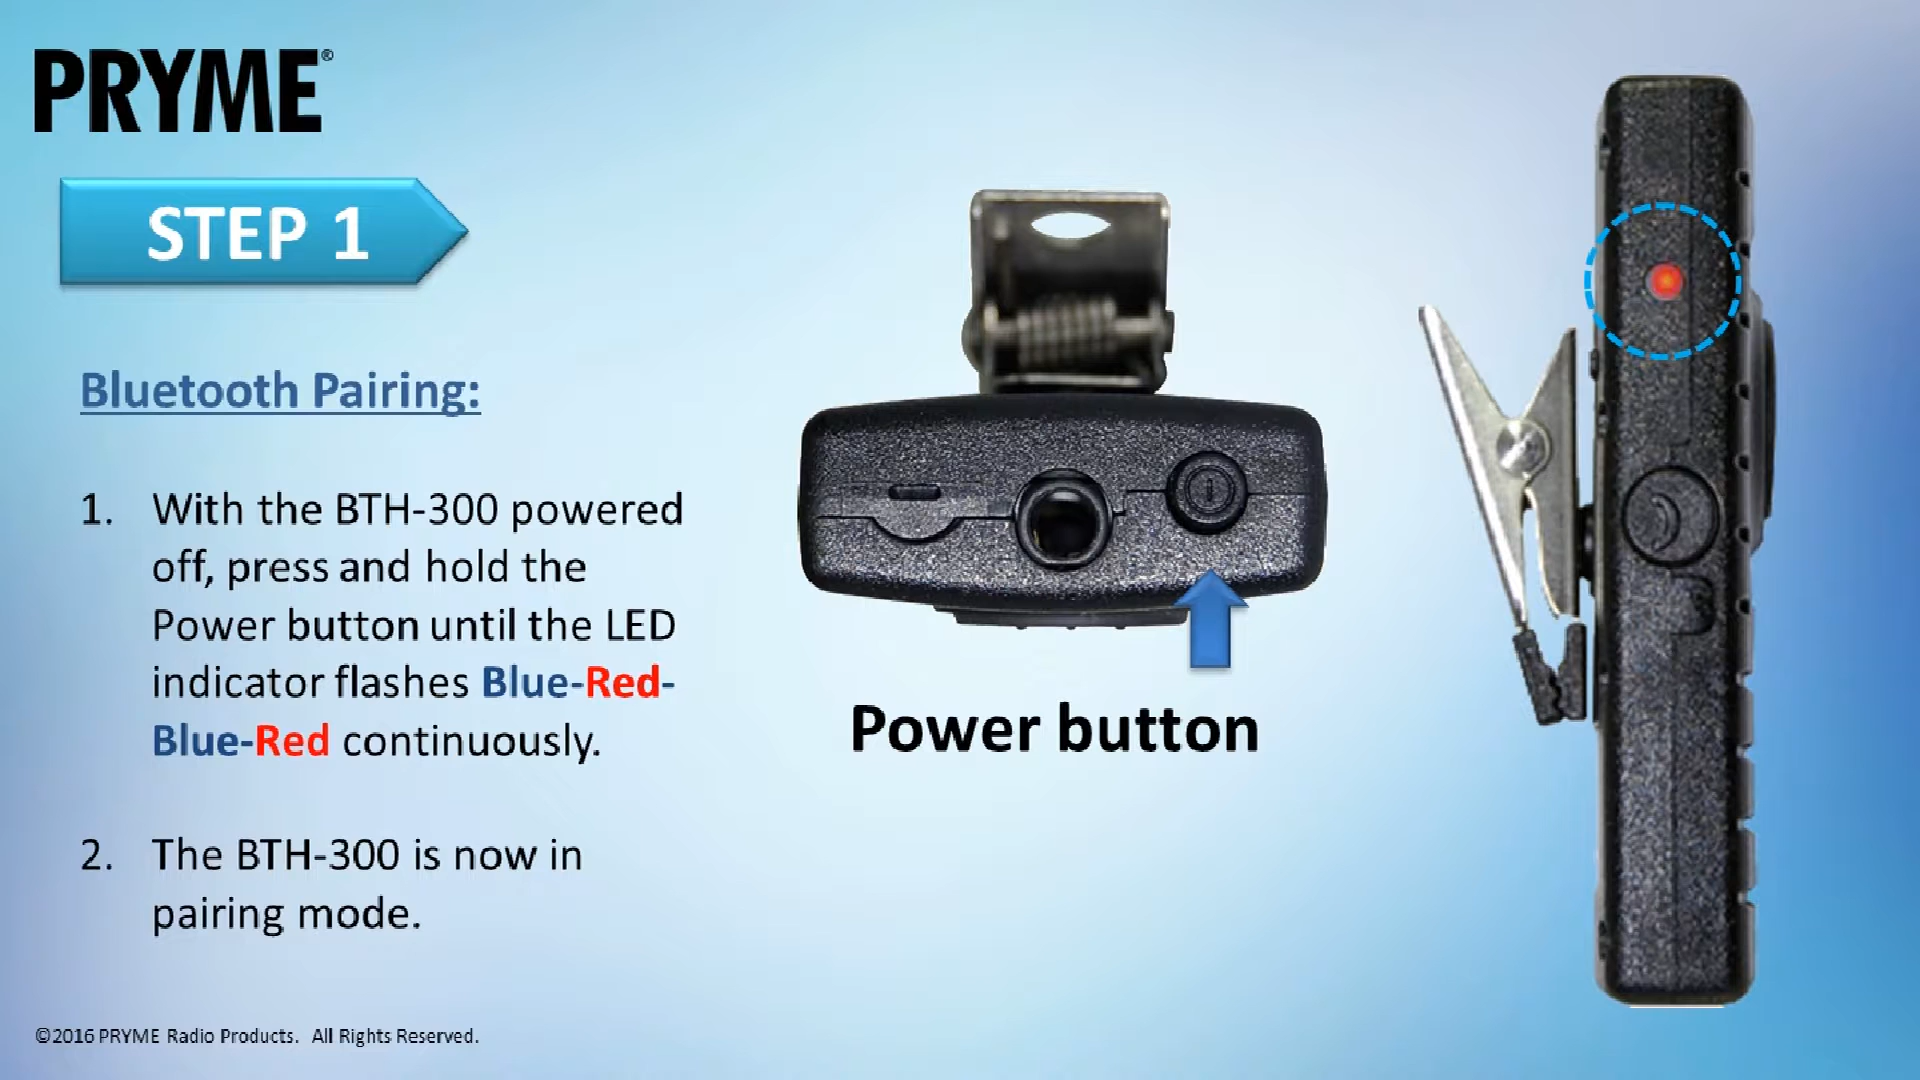 PRYME®
STEP 1
Bluetooth Pairing:
1. With the BTH-300 powered
off, press and hold the
Power button until the LED
indicator flashes Blue-Red-
Blue-Red continuously.
2. The BTH-300 is now in
pairing mode.
Power button
©2016 PRYME Radio Products. All Rights Reserved.